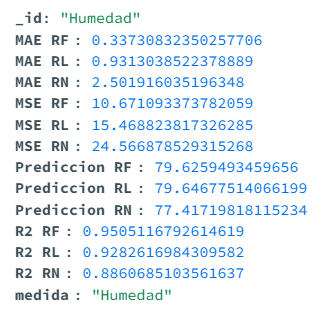 _id: "Humedad"
MAE RF : 0.33730832350257706
MAE RL : 0.9313038522378889
MAE RN : 2.501916035196348
MSE RF : 10.671093373782059
MSE RL : 15.468823817326285
MSE RN : 24.566878529315268
Prediccion RF : 79.6259493459656
Prediccion RL : 79.64677514066199
Prediccion RN : 77.41719818115234
R2 RF : 0.9505116792614619
R2 RL : 0.9282616984309582
R2 RN : 0.8860685103561637
medida : "Humedad"